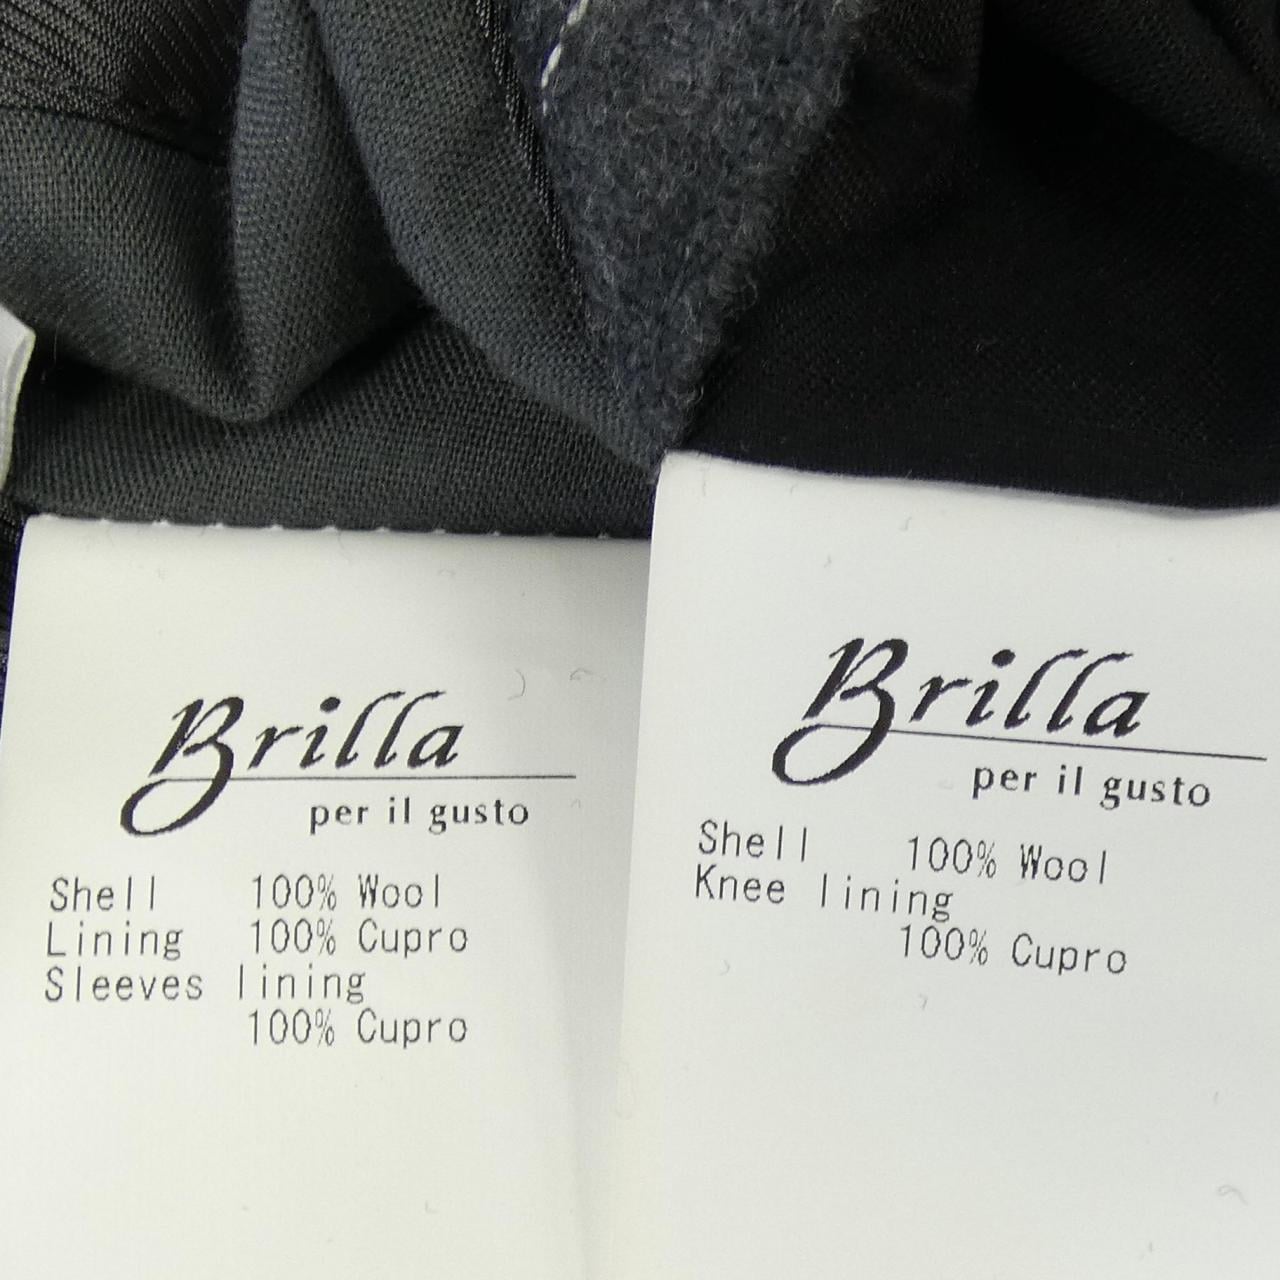 Brilla
per il gusto
Shell 100% Wool
Lining 100% Cupro
Sleeves lining
100% Cupro
Brilla
per il gusto
Shell 100% Wool
Knee lining
100% Cupro